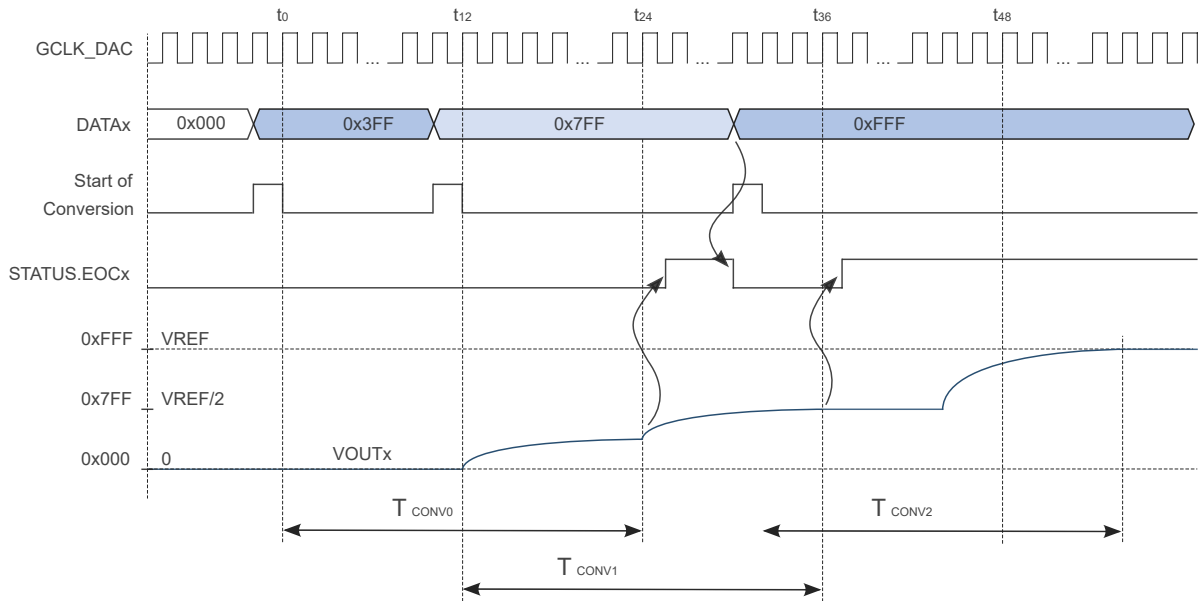 t0 t12 t24 t36 t48
GCLK_DAC ... ... ... ... ...
DATAx 0x000 0x3FF 0x7FF 0xFFF
Start of
Conversion
STATUS.EOCx
0xFFF VREF
0x7FF VREF/2
0x000 0 VOUTx
T CONV0 T CONV2
T CONV1